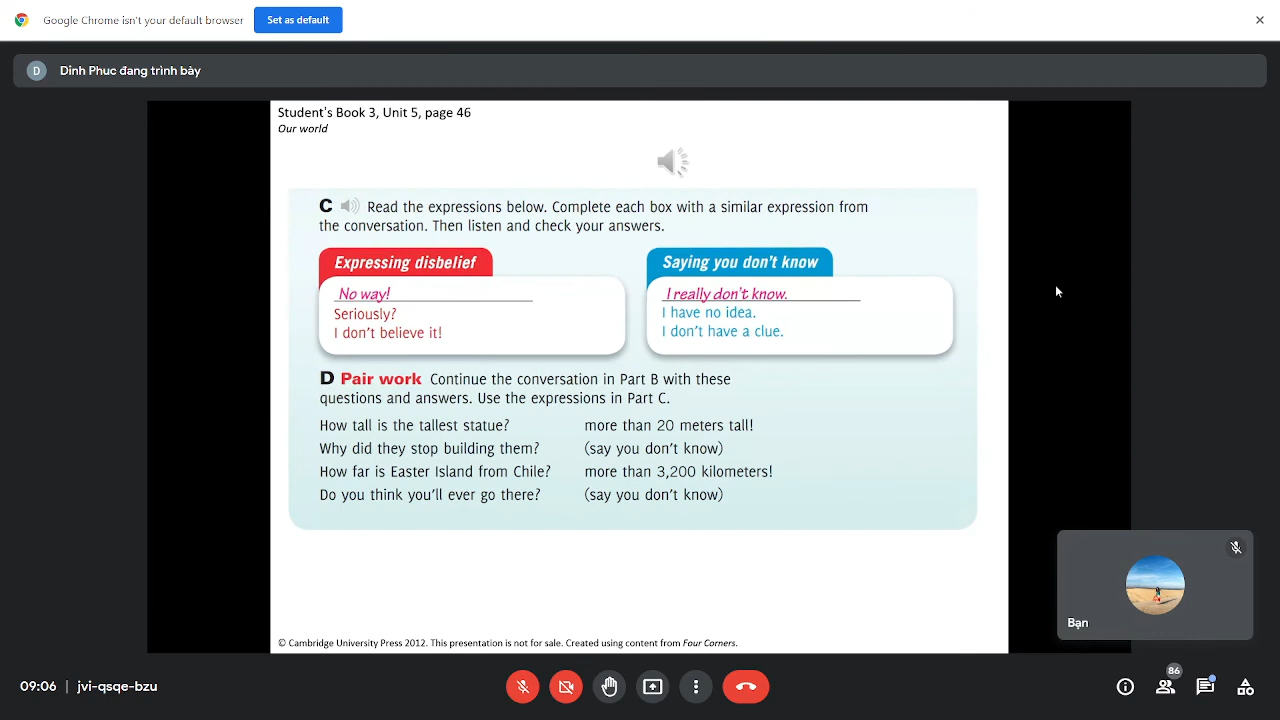 Google Chrome isn't your default browser
Set as default
D
Dinh Phuc đang trình bày
Student's Book 3, Unit 5, page 46
Our world
C Read the expressions below. Complete each box with a similar expression from
the conversation. Then listen and check your answers.
Expressing disbelief
No way!
Seriously?
I don't believe it!
Saying you don't know
I really don't know.
I have no idea.
I don't have a clue.
D Pair work Continue the conversation in Part B with these
questions and answers. Use the expressions in Part C.
How tall is the tallest statue? more than 20 meters tall!
Why did they stop building them? (say you don't know)
How far is Easter Island from Chile? more than 3,200 kilometers!
Do you think you'll ever go there? (say you don't know)
© Cambridge University Press 2012. This presentation is not for sale. Created using content from Four Corners.
Bạn
09:06 | jvi-qsqe-bzu
86